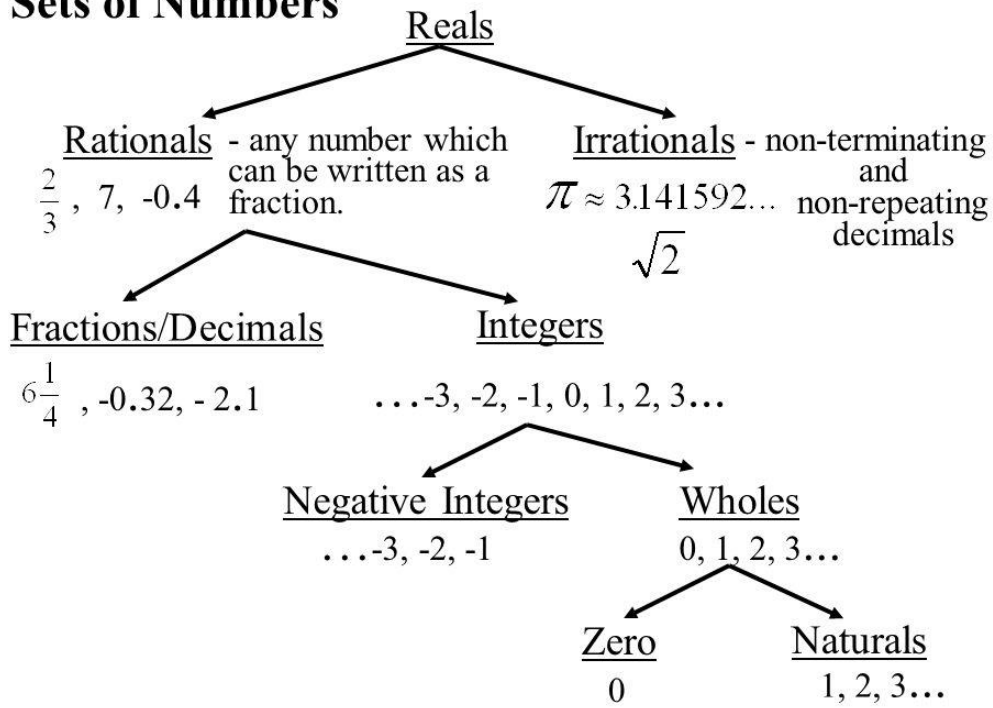 Sets of Numbers
Reals
Rationals - any number which
can be written as a
fraction.
2/3 , 7, -0.4
Irrationals - non-terminating
and
non-repeating
decimals
π ≈ 3.141592...
√2
Fractions/Decimals
6 1/4 , -0.32, - 2.1
Integers
...-3, -2, -1, 0, 1, 2, 3...
Negative Integers
...-3, -2, -1
Wholes
0, 1, 2, 3...
Zero
0
Naturals
1, 2, 3...